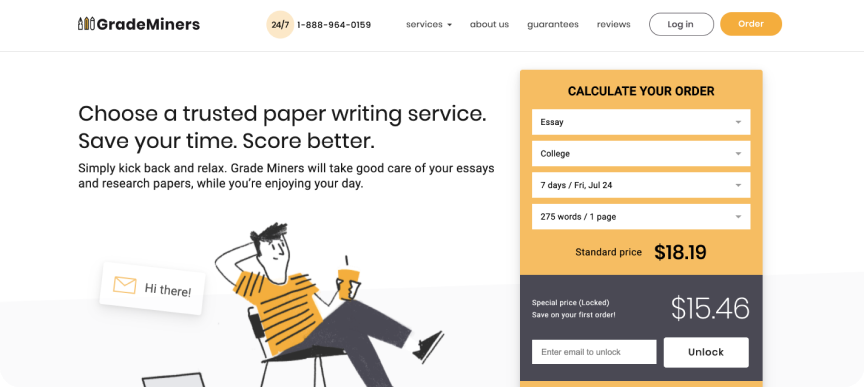 GradeMiners
24/7 1-888-964-0159
services
about us
guarantees
reviews
Log in
Order
Choose a trusted paper writing service.
Save your time. Score better.
Simply kick back and relax. Grade Miners will take good care of your essays
and research papers, while you're enjoying your day.
Hi there!
CALCULATE YOUR ORDER
Essay
College
7 days / Fri, Jul 24
275 words / 1 page
Standard price $18.19
Special price (Locked)
Save on your first order!
$15.46
Enter email to unlock
Unlock